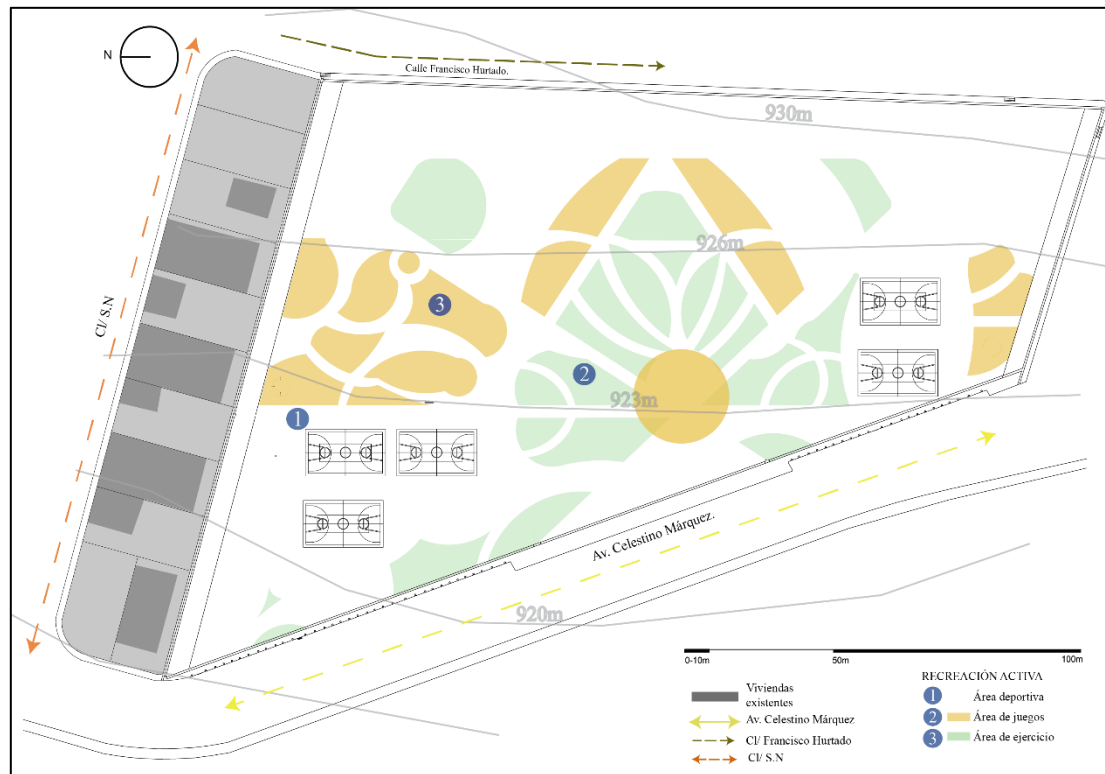 N
Calle Francisco Hurtado.
930m
926m
Cl/ S.N
3
2
923m
1
Av. Celestino Márquez.
920m
0-10m
50m
100m
Viviendas
existentes
Av. Celestino Márquez
Cl/ Francisco Hurtado
Cl/ S.N
RECREACIÓN ACTIVA
1 Área deportiva
2 Área de juegos
3 Área de ejercicio